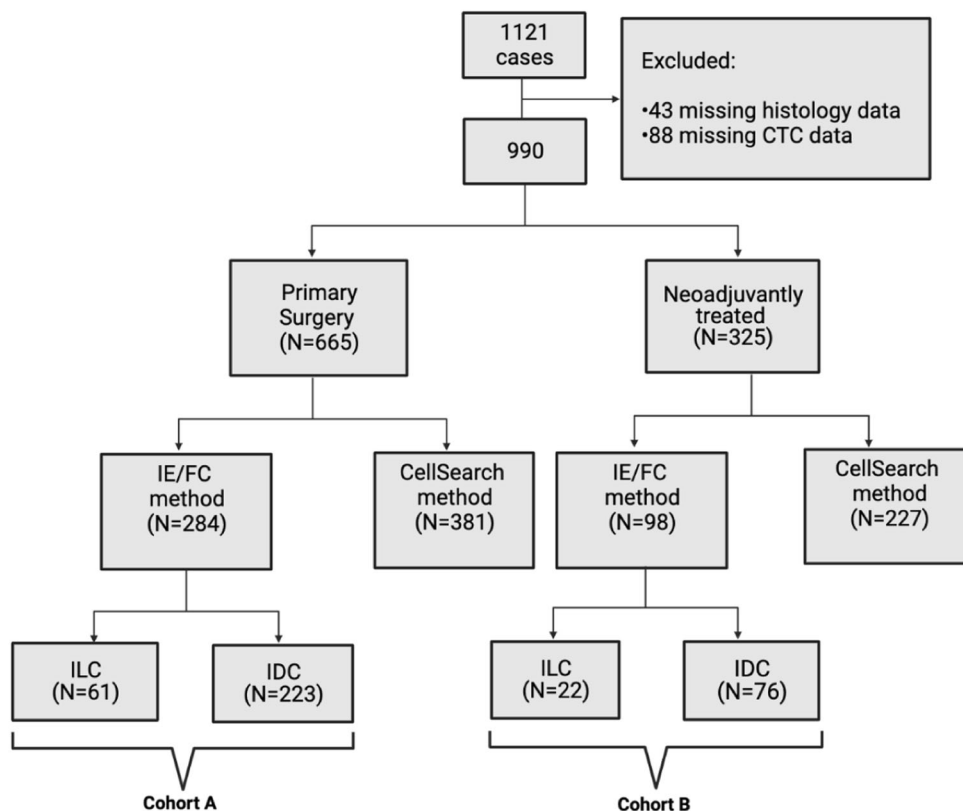 1121
cases
Excluded:
•43 missing histology data
•88 missing CTC data
990
Primary
Surgery
(N=665)
Neoadjuvantly
treated
(N=325)
IE/FC
method
(N=284)
CellSearch
method
(N=381)
IE/FC
method
(N=98)
CellSearch
method
(N=227)
ILC
(N=61)
IDC
(N=223)
ILC
(N=22)
IDC
(N=76)
Cohort A
Cohort B